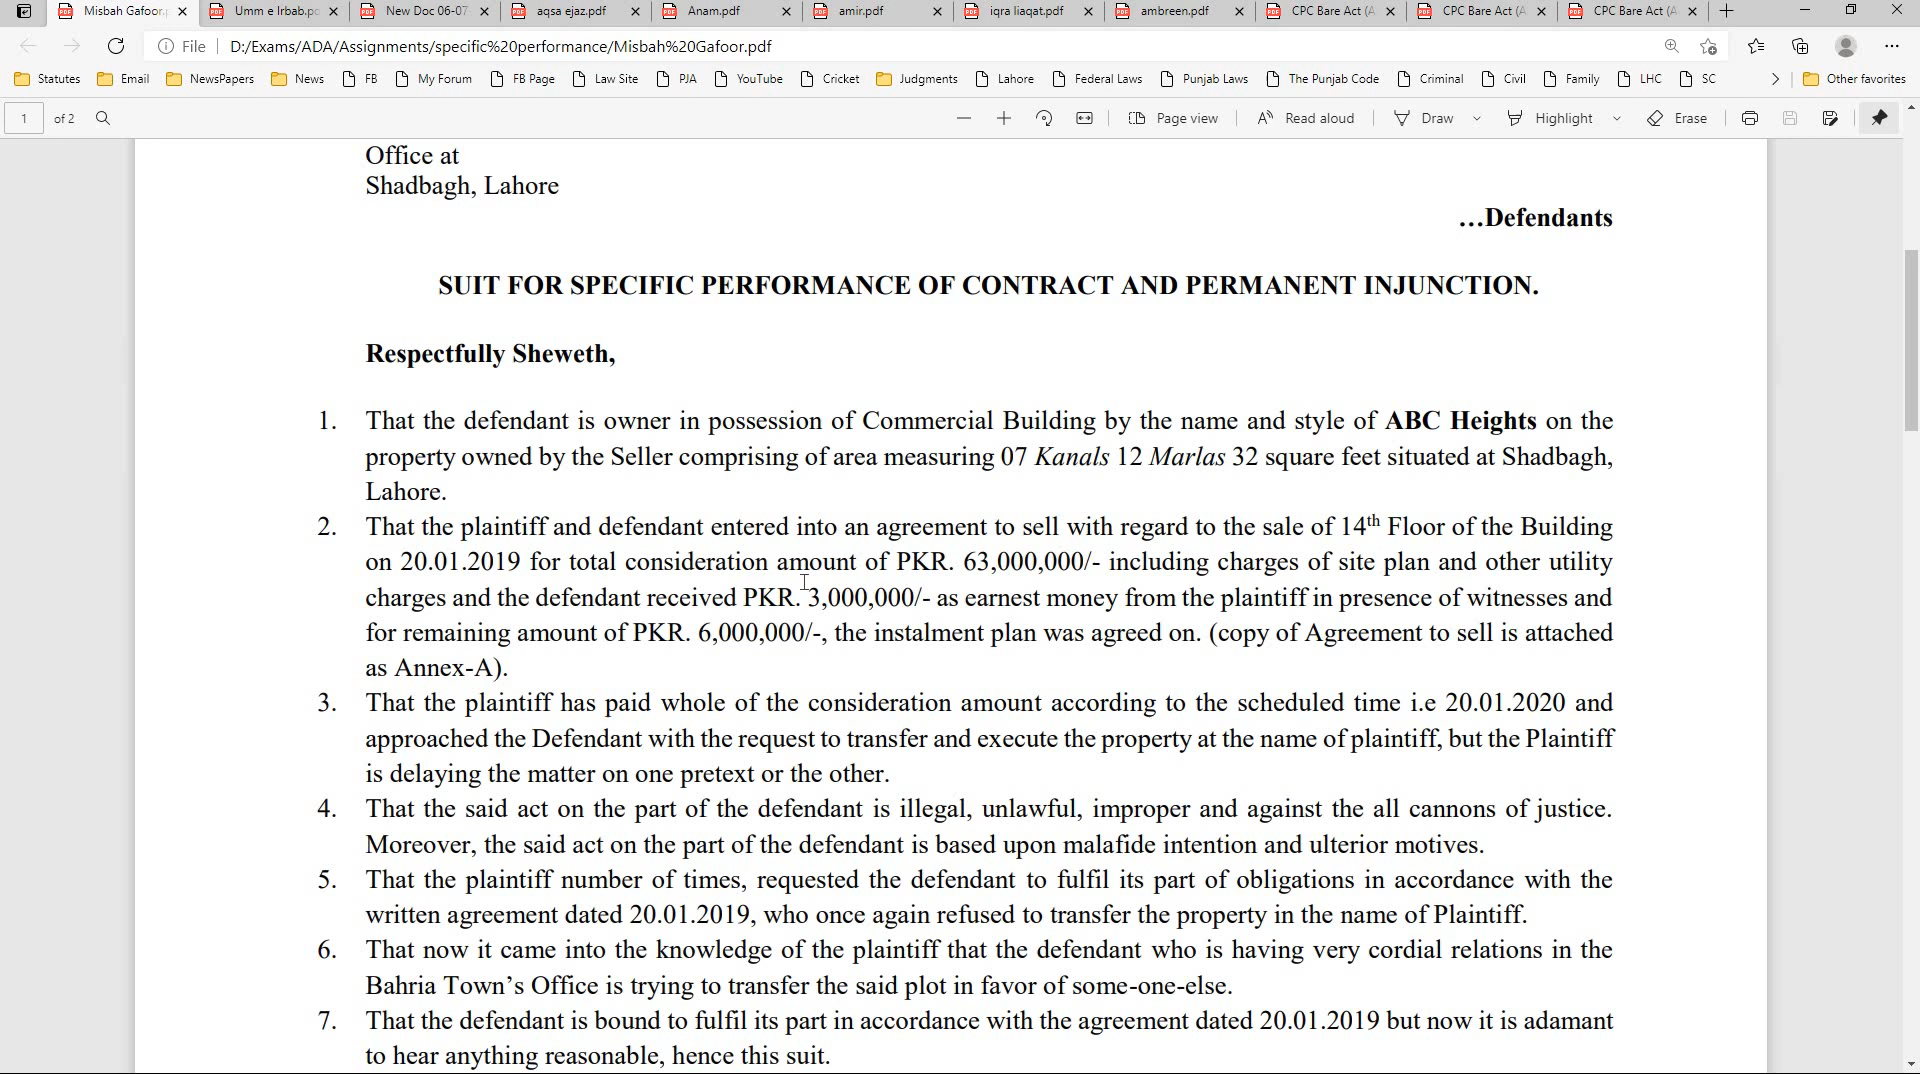 Misbah Gafoor.
Umm e Irbab.pd
New Doc 06-07
aqsa ejaz.pdf
Anam.pdf
amir.pdf
iqra liaqat.pdf
ambreen.pdf
CPC Bare Act (A
CPC Bare Act (A
CPC Bare Act (A
File
D:/Exams/ADA/Assignments/specific%20performance/Misbah%20Gafoor.pdf
Statutes
Email
NewsPapers
News
FB
My Forum
FB Page
Law Site
PJA
YouTube
Cricket
Judgments
Lahore
Federal Laws
Punjab Laws
The Punjab Code
Criminal
Civil
Family
LHC
SC
Other favorites
1 of 2
Page view
Read aloud
Draw
Highlight
Erase
Office at
Shadbagh, Lahore
…Defendants
SUIT FOR SPECIFIC PERFORMANCE OF CONTRACT AND PERMANENT INJUNCTION.
Respectfully Sheweth,
1. That the defendant is owner in possession of Commercial Building by the name and style of ABC Heights on the
property owned by the Seller comprising of area measuring 07 Kanals 12 Marlas 32 square feet situated at Shadbagh,
Lahore.
2. That the plaintiff and defendant entered into an agreement to sell with regard to the sale of 14th Floor of the Building
on 20.01.2019 for total consideration amount of PKR. 63,000,000/- including charges of site plan and other utility
charges and the defendant received PKR. 3,000,000/- as earnest money from the plaintiff in presence of witnesses and
for remaining amount of PKR. 6,000,000/-, the instalment plan was agreed on. (copy of Agreement to sell is attached
as Annex-A).
3. That the plaintiff has paid whole of the consideration amount according to the scheduled time i.e 20.01.2020 and
approached the Defendant with the request to transfer and execute the property at the name of plaintiff, but the Plaintiff
is delaying the matter on one pretext or the other.
4. That the said act on the part of the defendant is illegal, unlawful, improper and against the all cannons of justice.
Moreover, the said act on the part of the defendant is based upon malafide intention and ulterior motives.
5. That the plaintiff number of times, requested the defendant to fulfil its part of obligations in accordance with the
written agreement dated 20.01.2019, who once again refused to transfer the property in the name of Plaintiff.
6. That now it came into the knowledge of the plaintiff that the defendant who is having very cordial relations in the
Bahria Town's Office is trying to transfer the said plot in favor of some-one-else.
7. That the defendant is bound to fulfil its part in accordance with the agreement dated 20.01.2019 but now it is adamant
to hear anything reasonable, hence this suit.